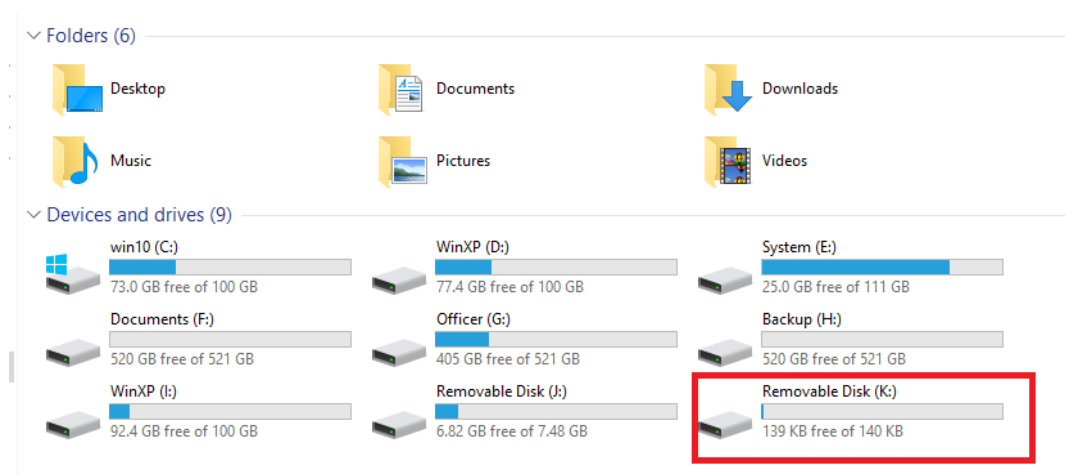 Folders (6)
Desktop
Documents
Downloads
Music
Pictures
Videos
Devices and drives (9)
win10 (C:)
73.0 GB free of 100 GB
WinXP (D:)
77.4 GB free of 100 GB
System (E:)
25.0 GB free of 111 GB
Documents (F:)
520 GB free of 521 GB
Officer (G:)
405 GB free of 521 GB
Backup (H:)
520 GB free of 521 GB
WinXP (I:)
92.4 GB free of 100 GB
Removable Disk (J:)
6.82 GB free of 7.48 GB
Removable Disk (K:)
139 KB free of 140 KB